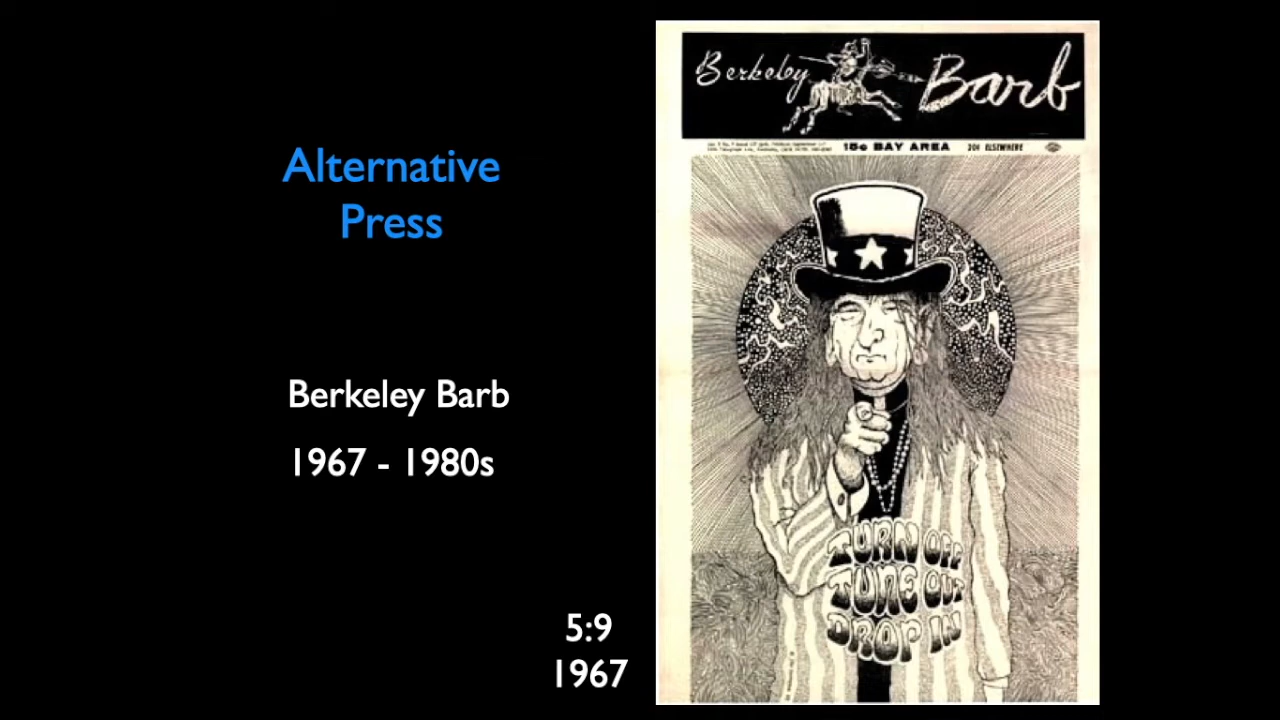 Alternative
Press
Berkeley Barb
1967 - 1980s
5:9
1967
Berkeley Barb
15¢ BAY AREA 20¢ ELSEWHERE
TURN OFF
TUNE OUT
DROP IN